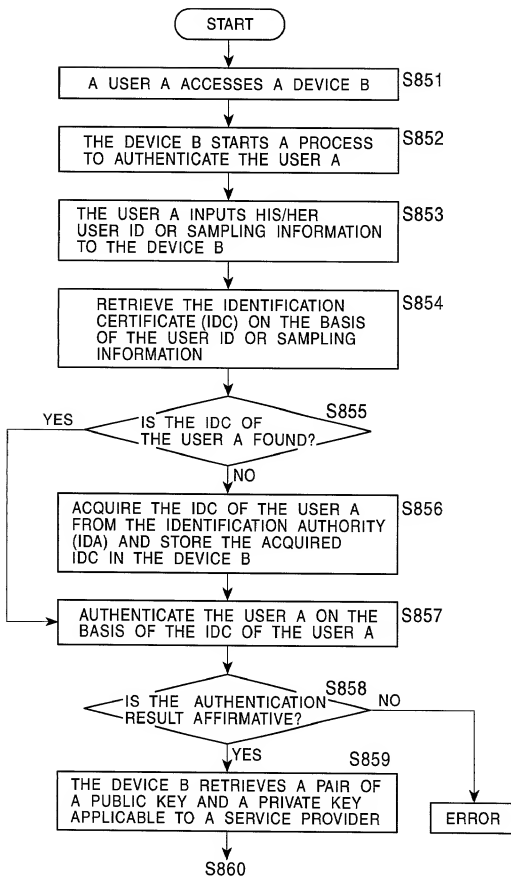 START
A USER A ACCESSES A DEVICE B
S851
THE DEVICE B STARTS A PROCESS
TO AUTHENTICATE THE USER A
S852
THE USER A INPUTS HIS/HER
USER ID OR SAMPLING INFORMATION
TO THE DEVICE B
S853
RETRIEVE THE IDENTIFICATION
CERTIFICATE (IDC) ON THE BASIS
OF THE USER ID OR SAMPLING
INFORMATION
S854
YES
IS THE IDC OF
THE USER A FOUND?
S855
NO
ACQUIRE THE IDC OF THE USER A
FROM THE IDENTIFICATION AUTHORITY
(IDA) AND STORE THE ACQUIRED
IDC IN THE DEVICE B
S856
AUTHENTICATE THE USER A ON THE
BASIS OF THE IDC OF THE USER A
S857
IS THE AUTHENTICATION
RESULT AFFIRMATIVE?
S858
NO
YES
S859
THE DEVICE B RETRIEVES A PAIR OF
A PUBLIC KEY AND A PRIVATE KEY
APPLICABLE TO A SERVICE PROVIDER
ERROR
S860